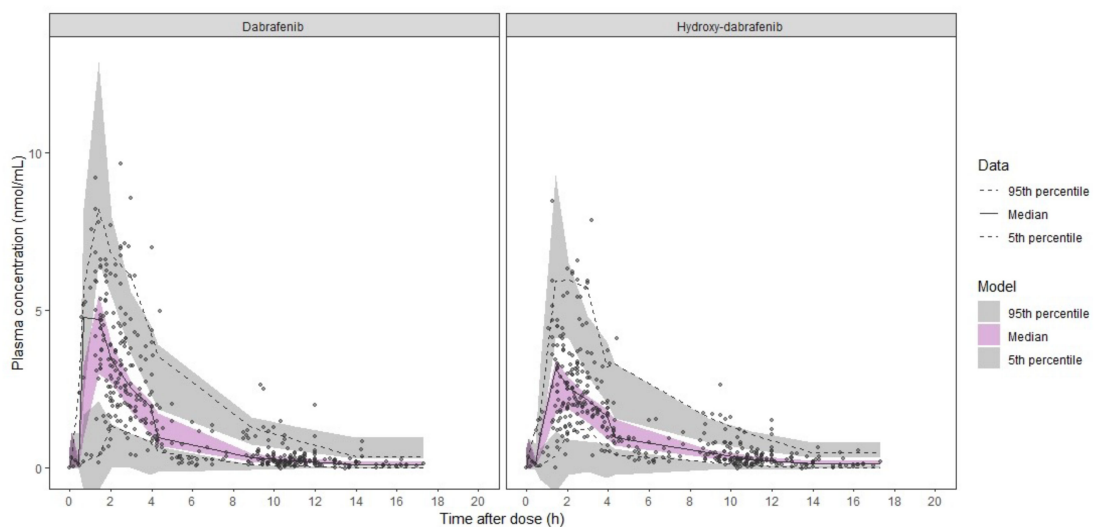 Dabrafenib
Hydroxy-dabrafenib
Plasma concentration (nmol/mL)
10
5
0
0 2 4 6 8 10 12 14 16 18 20
0 2 4 6 8 10 12 14 16 18 20
Time after dose (h)
Data
95th percentile
Median
5th percentile
Model
95th percentile
Median
5th percentile